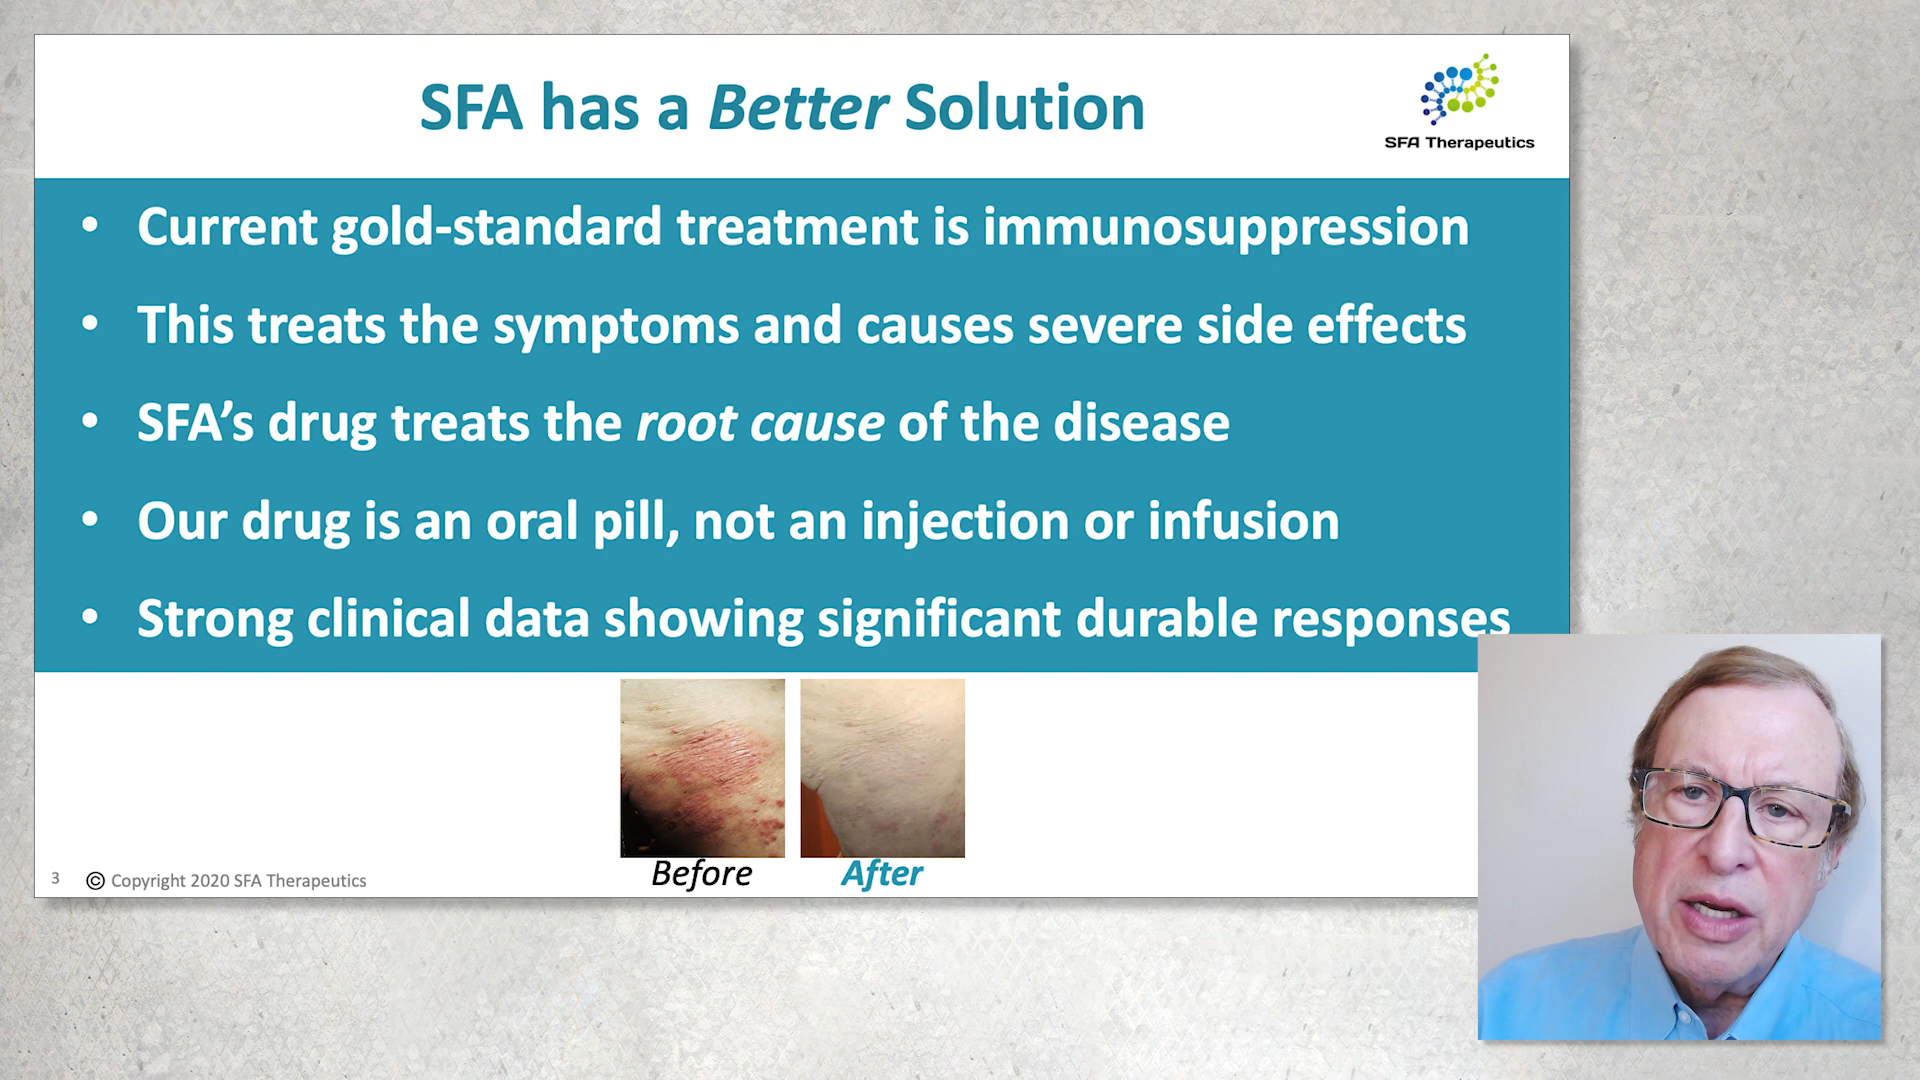 SFA has a Better Solution
SFA Therapeutics
• Current gold-standard treatment is immunosuppression
• This treats the symptoms and causes severe side effects
• SFA’s drug treats the root cause of the disease
• Our drug is an oral pill, not an injection or infusion
• Strong clinical data showing significant durable responses
Before
After
3 © Copyright 2020 SFA Therapeutics